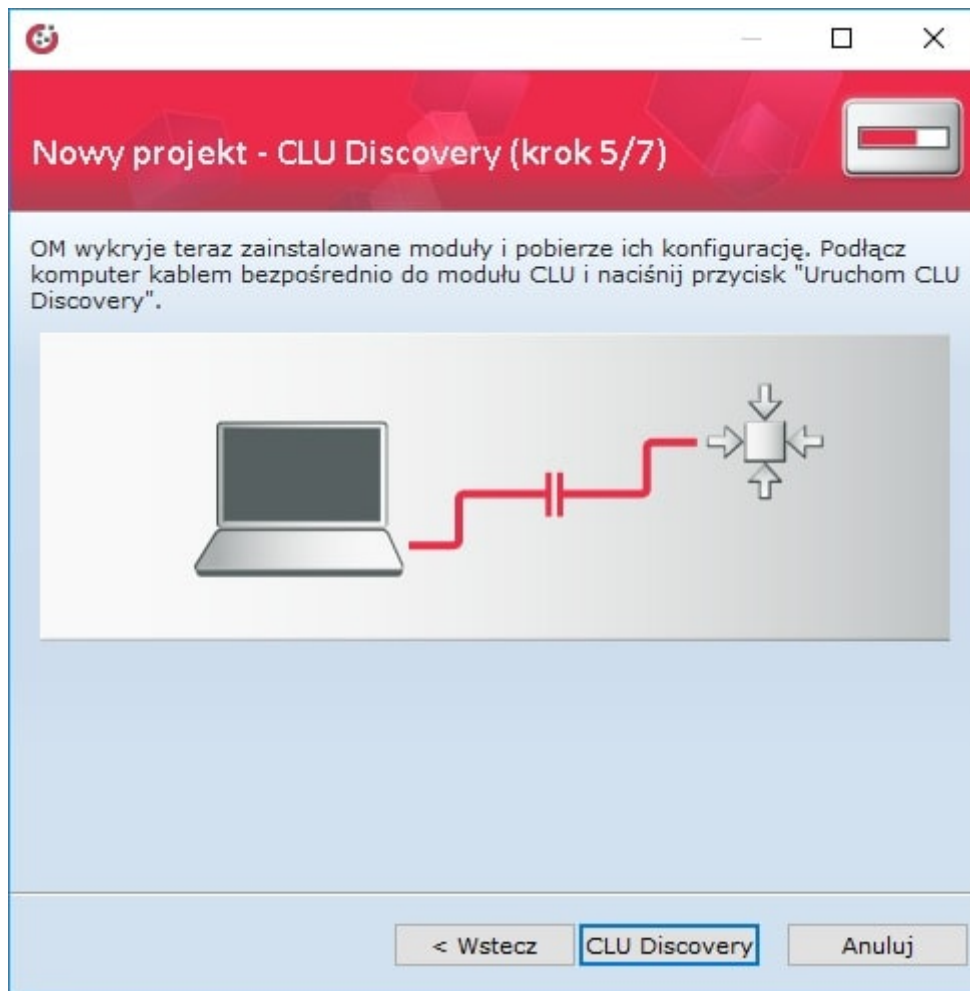 Nowy projekt - CLU Discovery (krok 5/7)
OM wykryje teraz zainstalowane moduły i pobierze ich konfigurację. Podłącz
komputer kablem bezpośrednio do modułu CLU i naciśnij przycisk "Uruchom CLU
Discovery".
< Wstecz
CLU Discovery
Anuluj